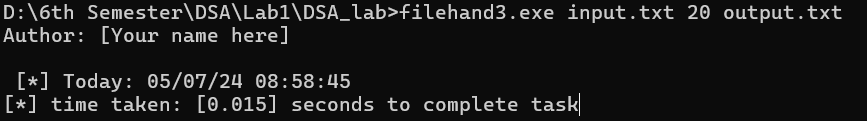 D:\6th Semester\DSA\Lab1\DSA_lab>filehand3.exe input.txt 20 output.txt
Author: [Your name here]
[*] Today: 05/07/24 08:58:45
[*] time taken: [0.015] seconds to complete task